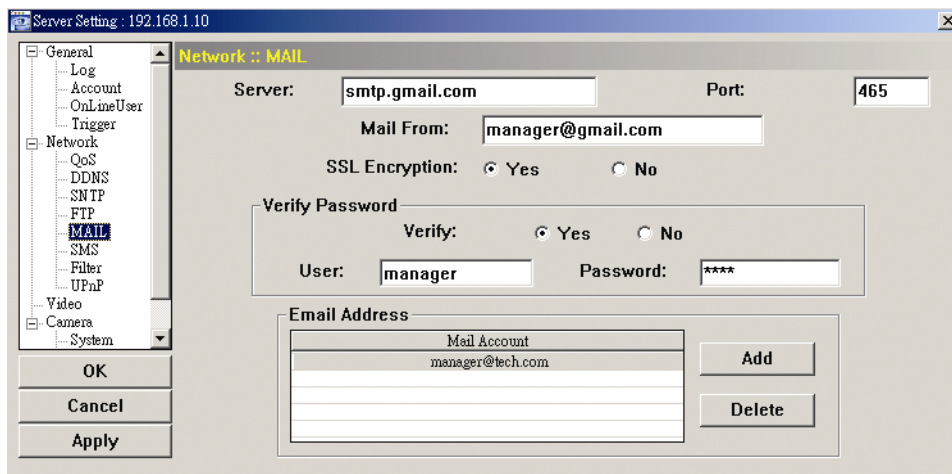 Server Setting : 192.168.1.10
General
Log
Account
OnLineUser
Trigger
Network
QoS
DDNS
SNTP
FTP
MAIL
SMS
Filter
UPnP
Video
Camera
System
OK
Cancel
Apply
Network :: MAIL
Server: smtp.gmail.com Port: 465
Mail From: manager@gmail.com
SSL Encryption: Yes No
Verify Password
Verify: Yes No
User: manager Password: ****
Email Address
Mail Account
manager@tech.com
Add
Delete